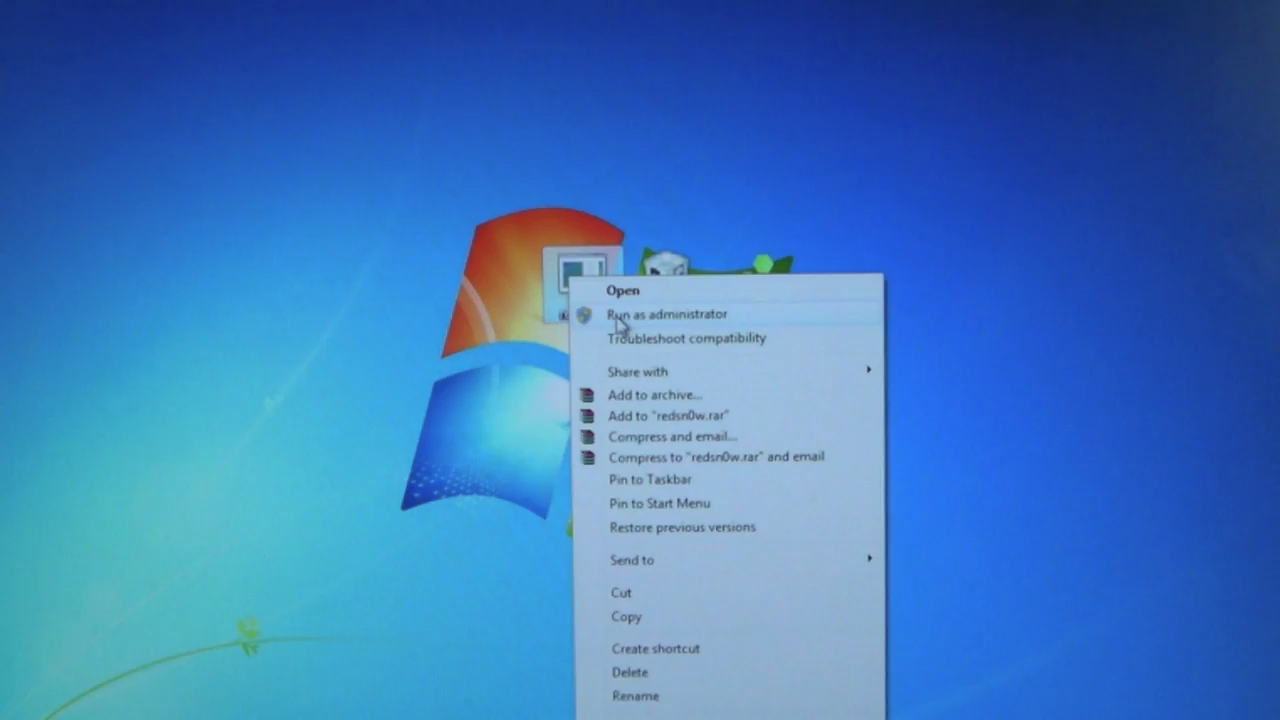 Open
Run as administrator
Troubleshoot compatibility
Share with
Add to archive...
Add to "redsn0w.rar"
Compress and email...
Compress to "redsn0w.rar" and email
Pin to Taskbar
Pin to Start Menu
Restore previous versions
Send to
Cut
Copy
Create shortcut
Delete
Rename